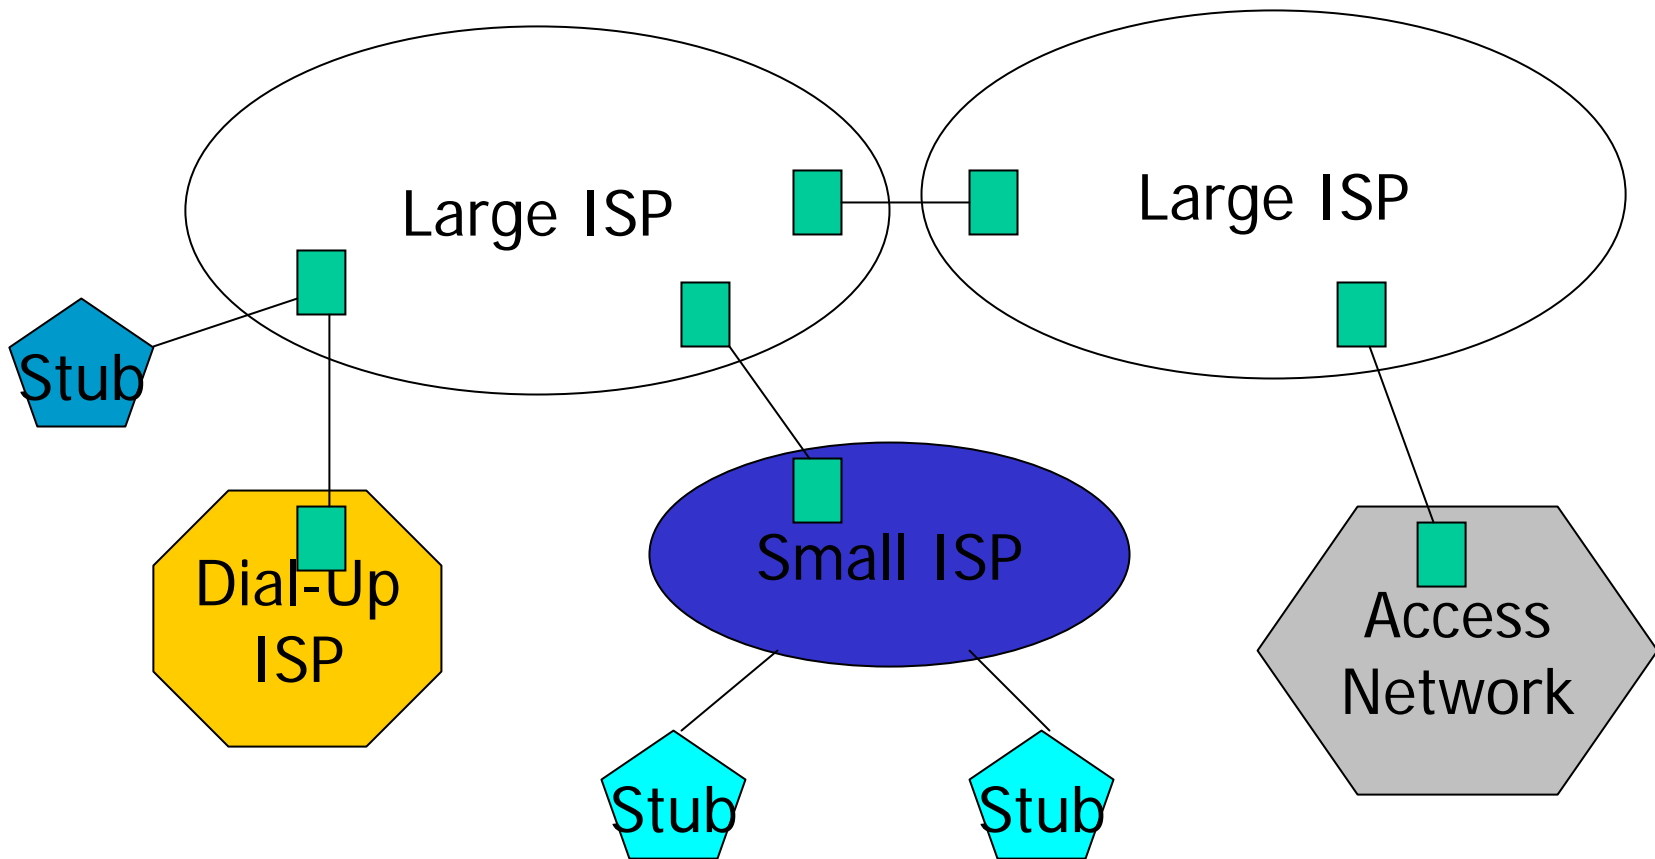 Large ISP
Large ISP
Stub
Dial-Up
ISP
Small ISP
Access
Network
Stub
Stub